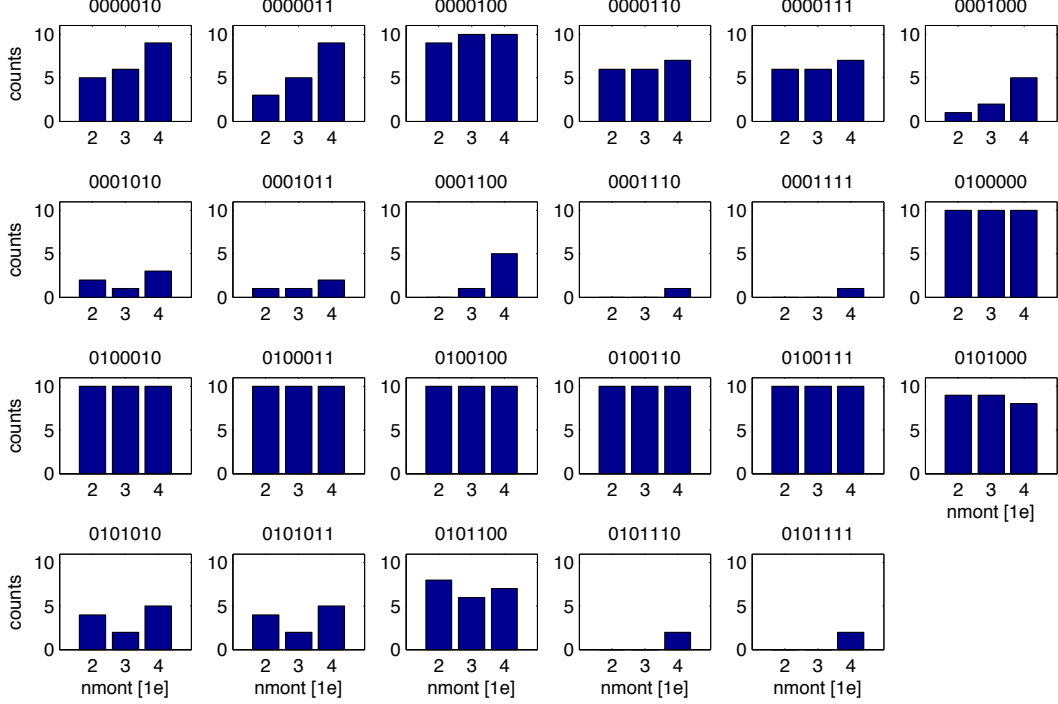 0000010 0000011 0000100 0000110 0000111 0001000
10 10 10 10 10 10
counts
5 5 5 5 5 5
0 0 0 0 0 0
2 3 4 2 3 4 2 3 4 2 3 4 2 3 4 2 3 4
0001010 0001011 0001100 0001110 0001111 0100000
10 10 10 10 10 10
counts
5 5 5 5 5 5
0 0 0 0 0 0
2 3 4 2 3 4 2 3 4 2 3 4 2 3 4 2 3 4
0100010 0100011 0100100 0100110 0100111 0101000
10 10 10 10 10 10
counts
5 5 5 5 5 5
0 0 0 0 0 0
2 3 4 2 3 4 2 3 4 2 3 4 2 3 4 2 3 4
nmont [1e]
0101010 0101011 0101100 0101110 0101111
10 10 10 10 10
counts
5 5 5 5 5
0 0 0 0 0
2 3 4 2 3 4 2 3 4 2 3 4 2 3 4
nmont [1e] nmont [1e] nmont [1e] nmont [1e] nmont [1e]